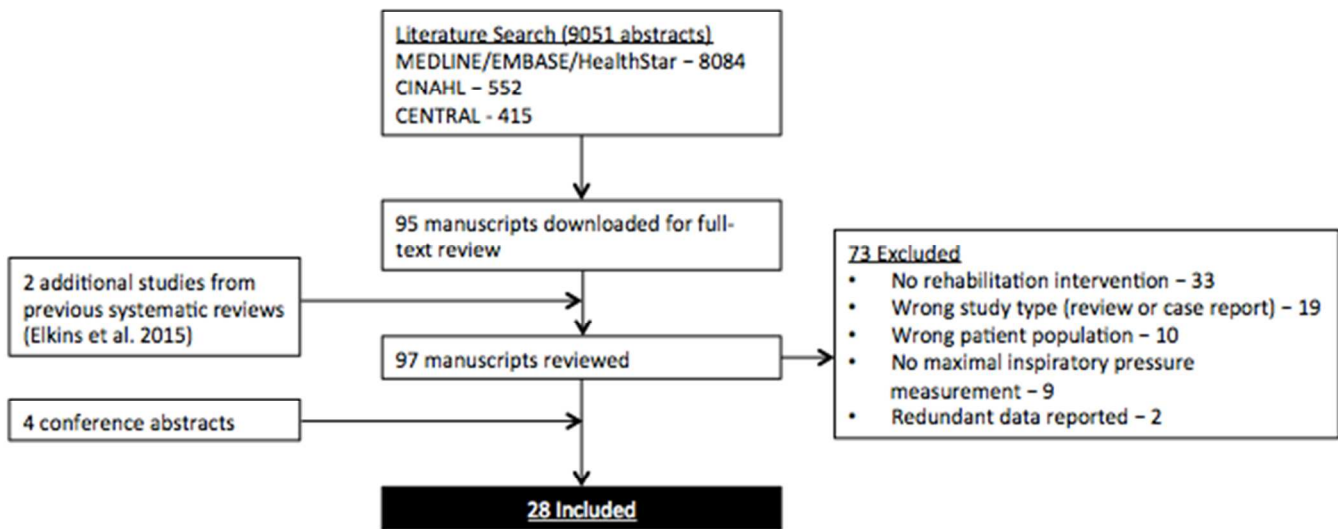 Literature Search (9051 abstracts)
MEDLINE/EMBASE/HealthStar – 8084
CINAHL – 552
CENTRAL - 415
95 manuscripts downloaded for full-
text review
2 additional studies from
previous systematic reviews
(Elkins et al. 2015)
97 manuscripts reviewed
73 Excluded
• No rehabilitation intervention – 33
• Wrong study type (review or case report) – 19
• Wrong patient population – 10
• No maximal inspiratory pressure
measurement – 9
• Redundant data reported – 2
4 conference abstracts
28 Included